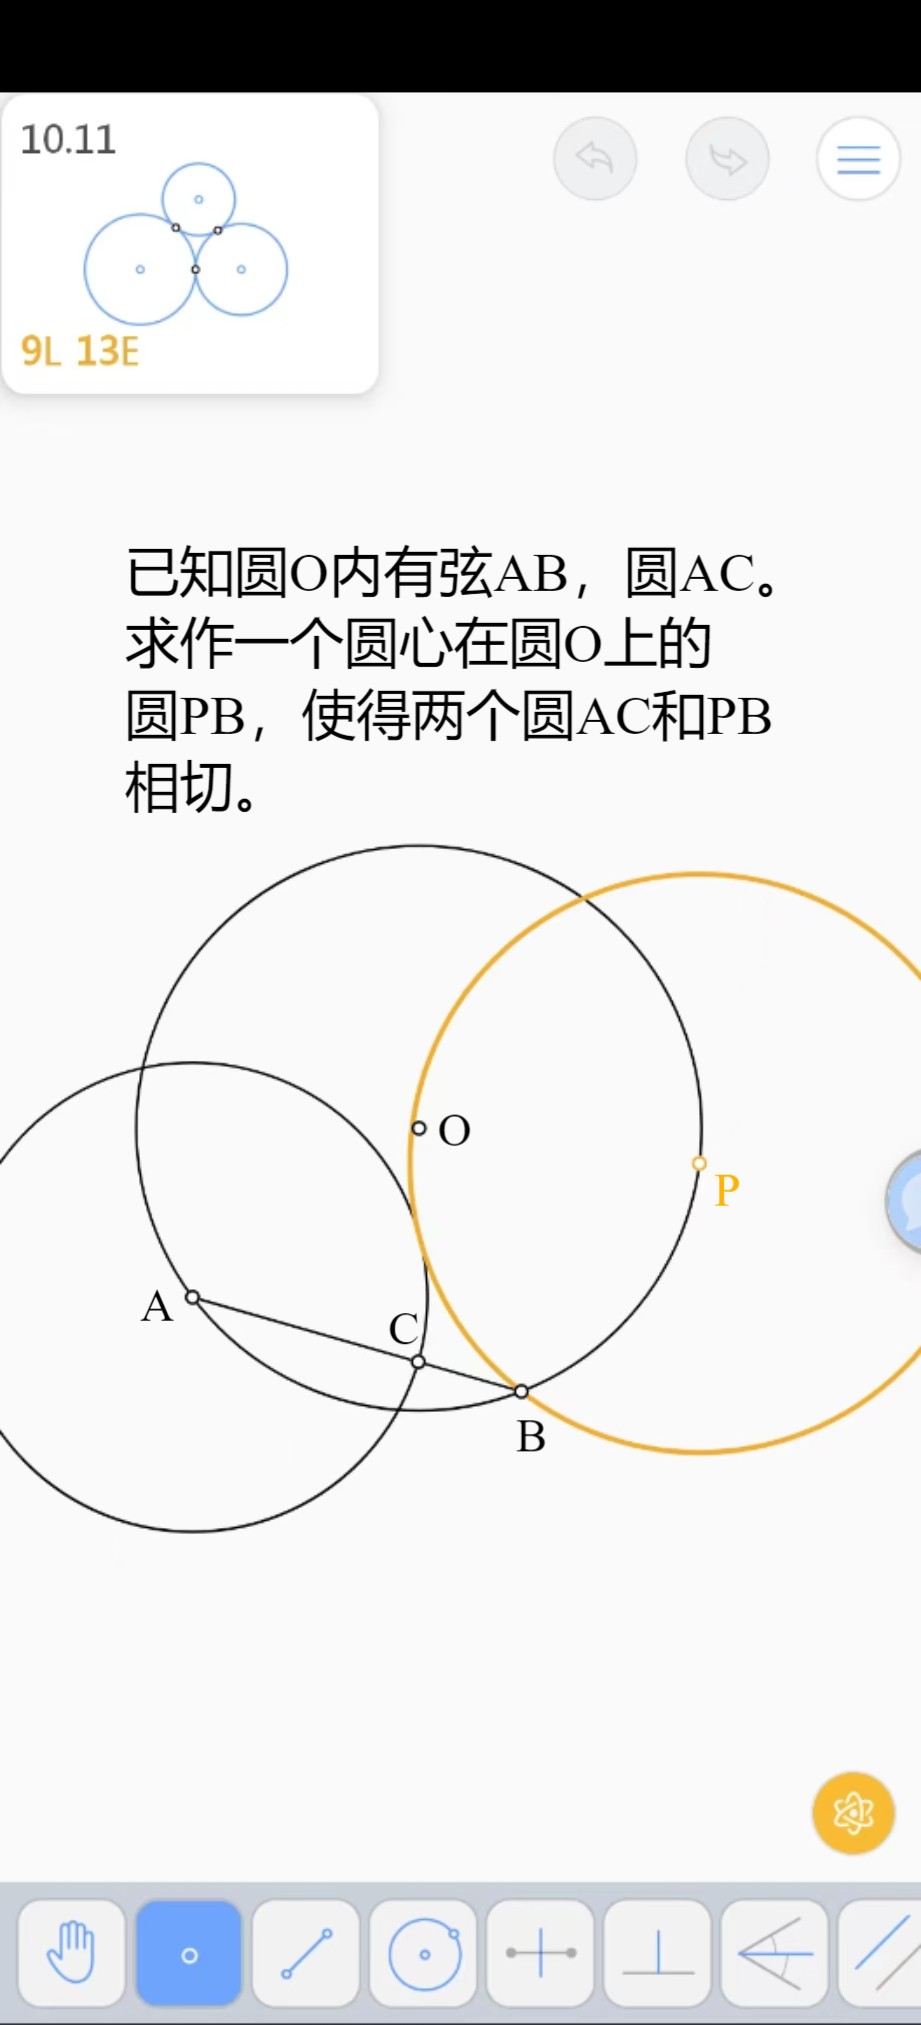 10.11
9L 13E
已知圆O内有弦AB，圆AC。
求作一个圆心在圆O上的
圆PB，使得两个圆AC和PB
相切。
O
P
A
C
B